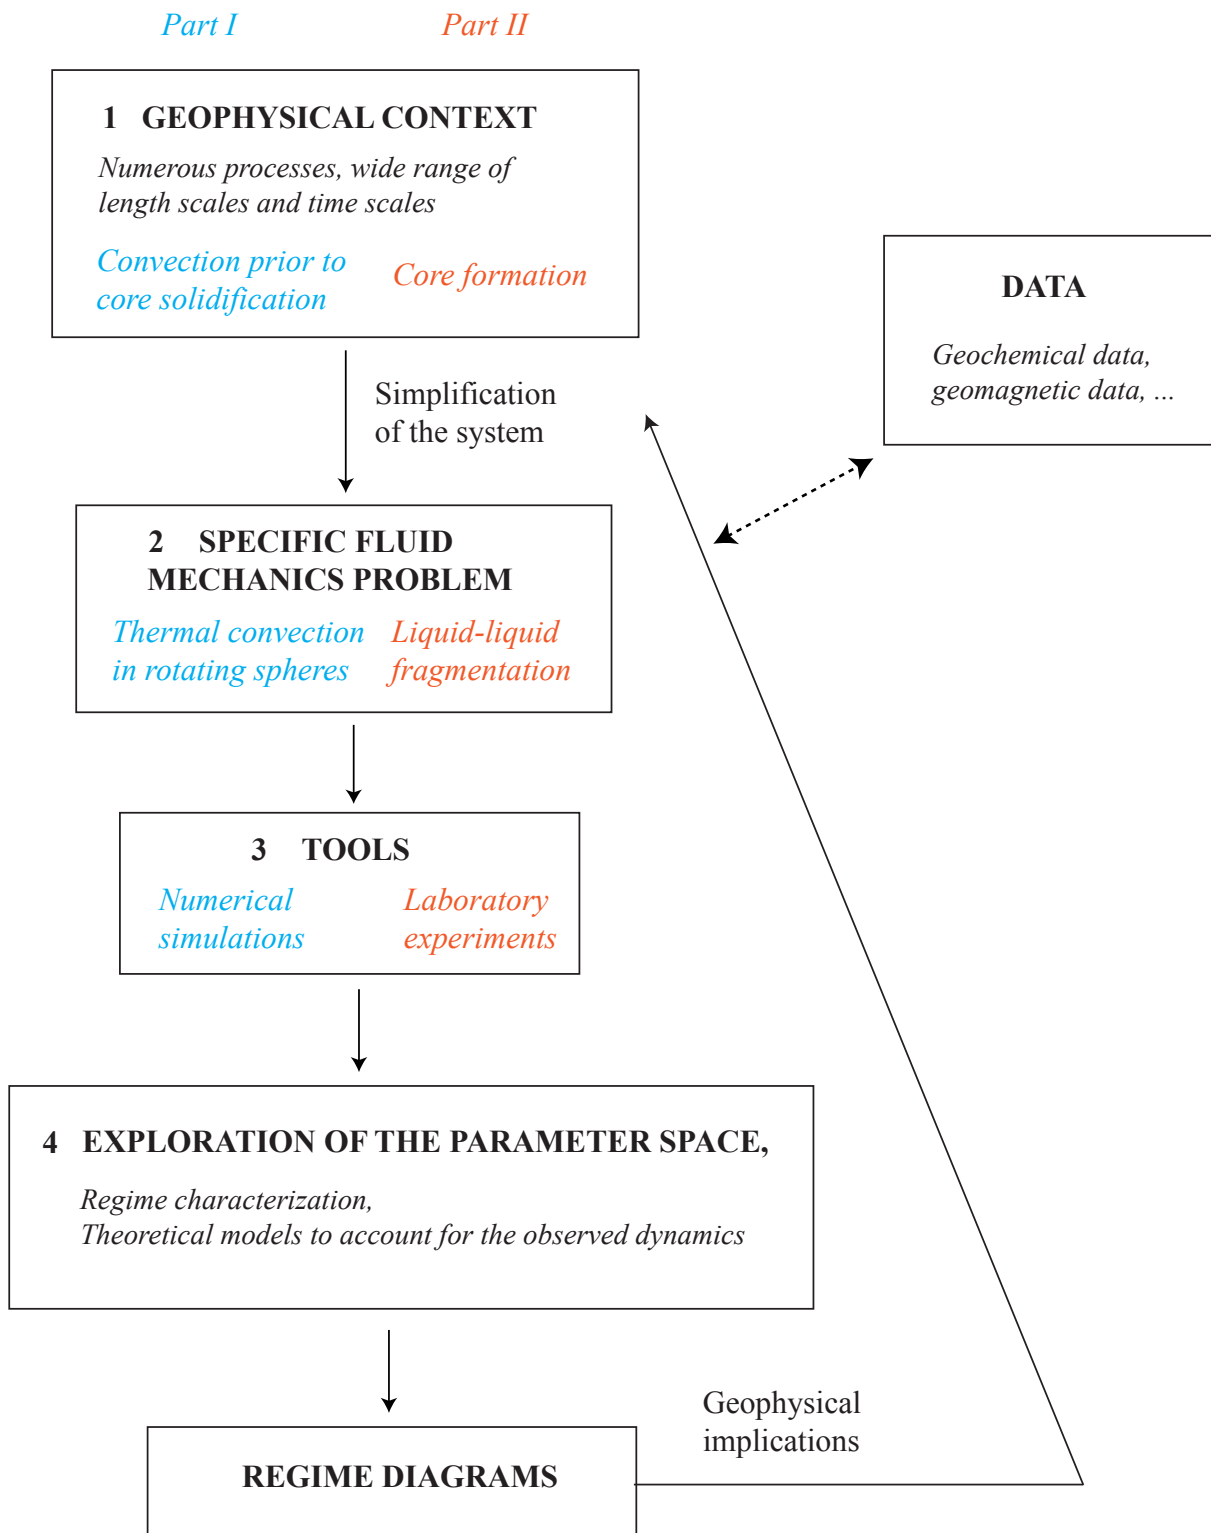 Part I
Part II
1 GEOPHYSICAL CONTEXT
Numerous processes, wide range of
length scales and time scales
Convection prior to
core solidification
Core formation
DATA
Geochemical data,
geomagnetic data, ...
Simplification
of the system
2 SPECIFIC FLUID
MECHANICS PROBLEM
Thermal convection
in rotating spheres
Liquid-liquid
fragmentation
3 TOOLS
Numerical
simulations
Laboratory
experiments
4 EXPLORATION OF THE PARAMETER SPACE,
Regime characterization,
Theoretical models to account for the observed dynamics
Geophysical
implications
REGIME DIAGRAMS